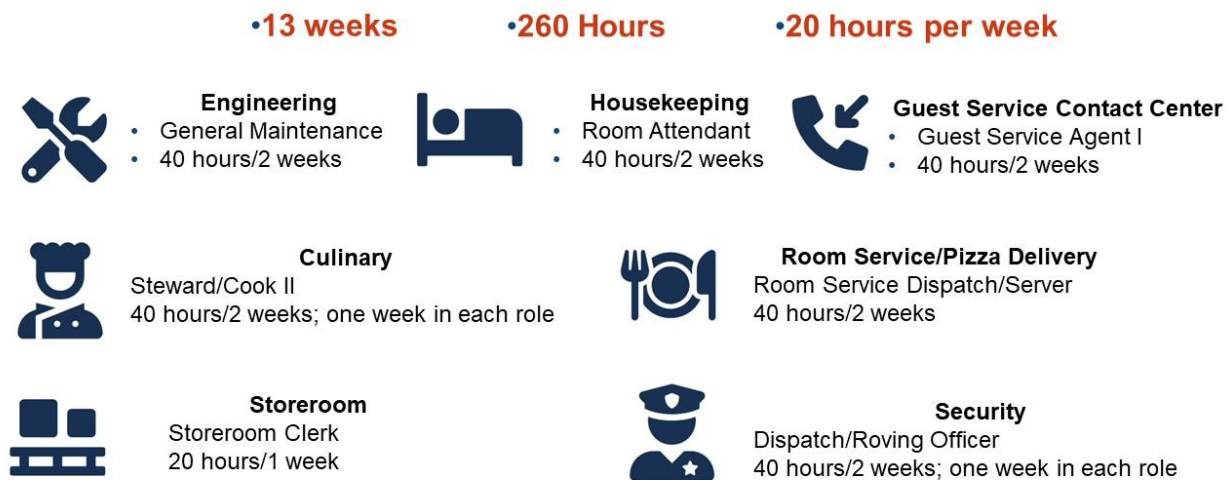 •13 weeks •260 Hours •20 hours per week
Engineering
• General Maintenance
• 40 hours/2 weeks
Housekeeping
• Room Attendant
• 40 hours/2 weeks
Guest Service Contact Center
• Guest Service Agent I
• 40 hours/2 weeks
Culinary
Steward/Cook II
40 hours/2 weeks; one week in each role
Room Service/Pizza Delivery
Room Service Dispatch/Server
40 hours/2 weeks
Storeroom
Storeroom Clerk
20 hours/1 week
Security
Dispatch/Roving Officer
40 hours/2 weeks; one week in each role